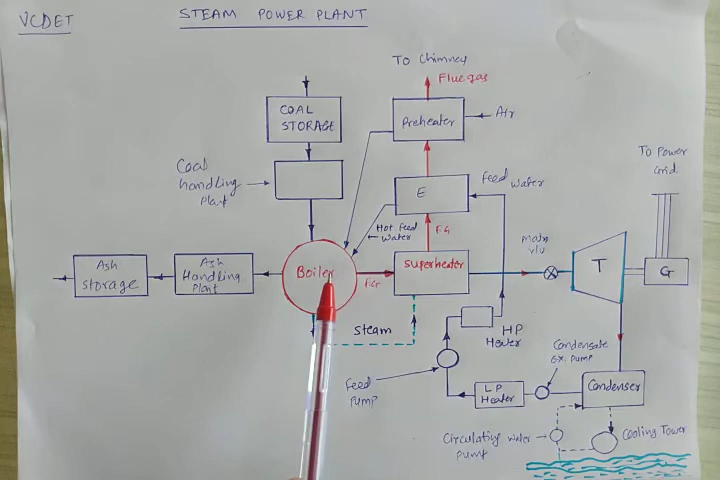 VCDET
STEAM POWER PLANT
TO Chimney
Flue gas
COAL
STORAGE
Preheater
Air
To Power
Grid
Coal
handling
Plant
E
Feed
Water
Hot Feed
Water
F.G
Main
vlv
Ash
Storage
Ash
Handling
Plant
Boiler
F.G
Superheater
T
G
Steam
HP
Heater
Condensate
Ex. Pump
Feed
Pump
LP
Heater
Condenser
Circulating Water
Pump
Cooling Tower